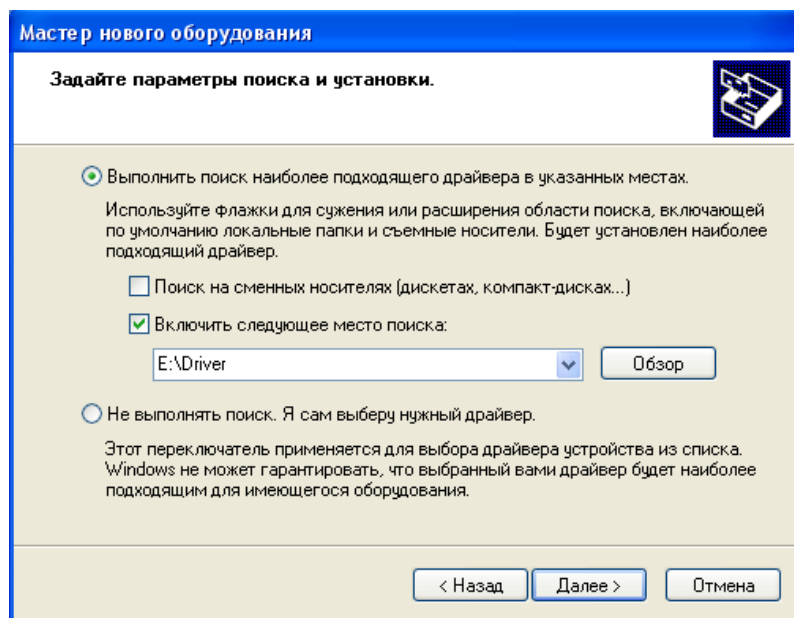 Мастер нового оборудования
Задайте параметры поиска и установки.
Выполнить поиск наиболее подходящего драйвера в указанных местах.
Используйте флажки для сужения или расширения области поиска, включающей
по умолчанию локальные папки и съемные носители. Будет установлен наиболее
подходящий драйвер.
Поиск на сменных носителях (дискетах, компакт-дисках...)
Включить следующее место поиска:
E:\Driver
Обзор
Не выполнять поиск. Я сам выберу нужный драйвер.
Этот переключатель применяется для выбора драйвера устройства из списка.
Windows не может гарантировать, что выбранный вами драйвер будет наиболее
подходящим для имеющегося оборудования.
< Назад Далее > Отмена